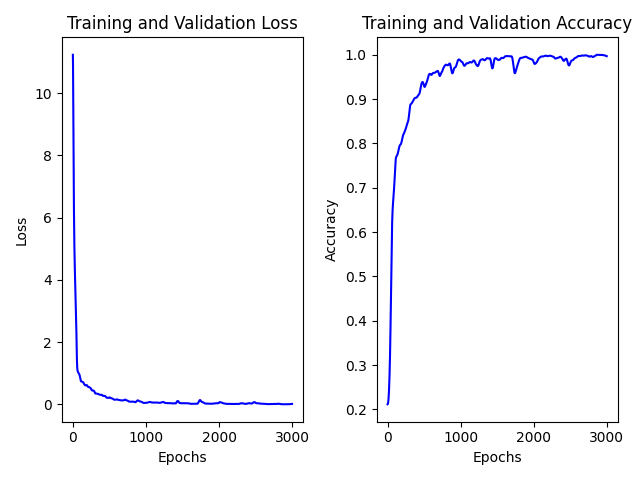 Training and Validation Loss
10
8
6
4
2
0
Loss
0 1000 2000 3000
Epochs
Training and Validation Accuracy
1.0
0.9
0.8
0.7
0.6
0.5
0.4
0.3
0.2
Accuracy
0 1000 2000 3000
Epochs